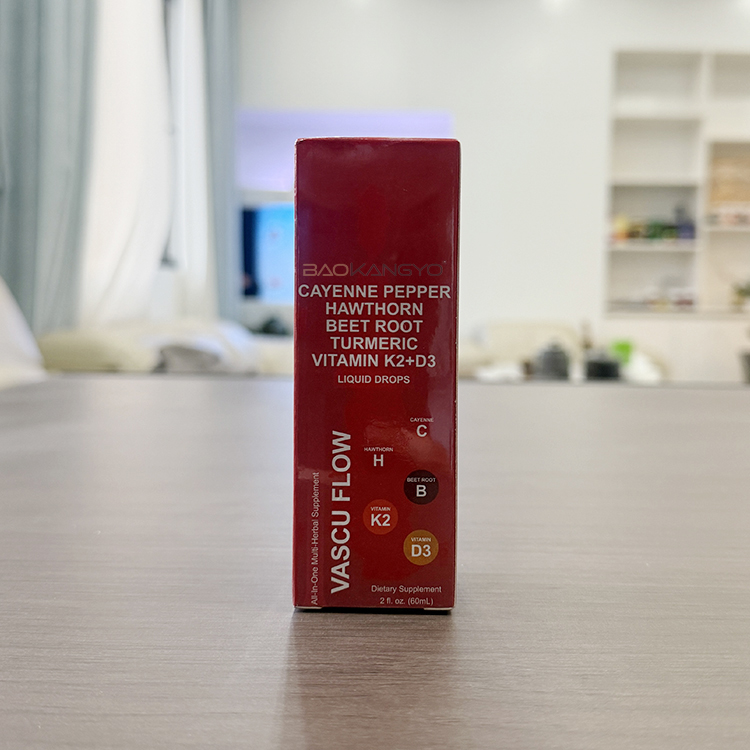 BAOKANGYO
CAYENNE PEPPER
HAWTHORN
BEET ROOT
TURMERIC
VITAMIN K2+D3
LIQUID DROPS
CAYENNE
C
HAWTHORN
H
BEET ROOT
B
VITAMIN
K2
VITAMIN
D3
All-In-One Multi-Herbal Supplement
VASCU FLOW
Dietary Supplement
2 fl. oz. (60mL)